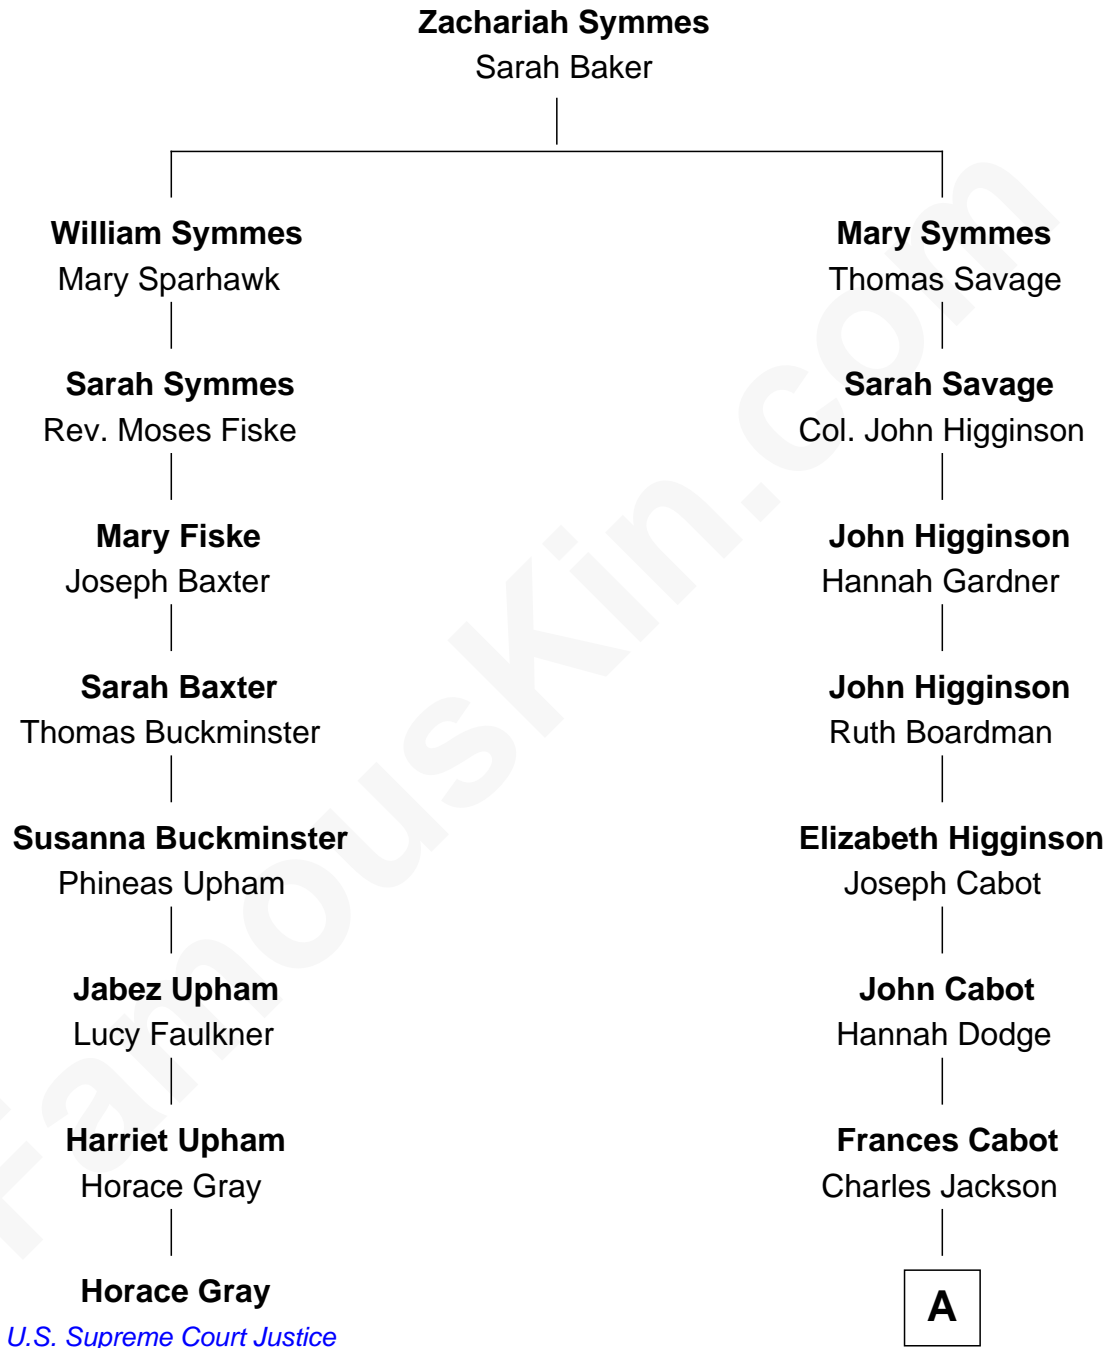 Zachariah Symmes
Sarah Baker
William Symmes
Mary Sparhawk
Sarah Symmes
Rev. Moses Fiske
Mary Fiske
Joseph Baxter
Sarah Baxter
Thomas Buckminster
Susanna Buckminster
Phineas Upham
Jabez Upham
Lucy Faulkner
Harriet Upham
Horace Gray
Horace Gray
U.S. Supreme Court Justice
Mary Symmes
Thomas Savage
Sarah Savage
Col. John Higginson
John Higginson
Hannah Gardner
John Higginson
Ruth Boardman
Elizabeth Higginson
Joseph Cabot
John Cabot
Hannah Dodge
Frances Cabot
Charles Jackson
A
FamousKin.com